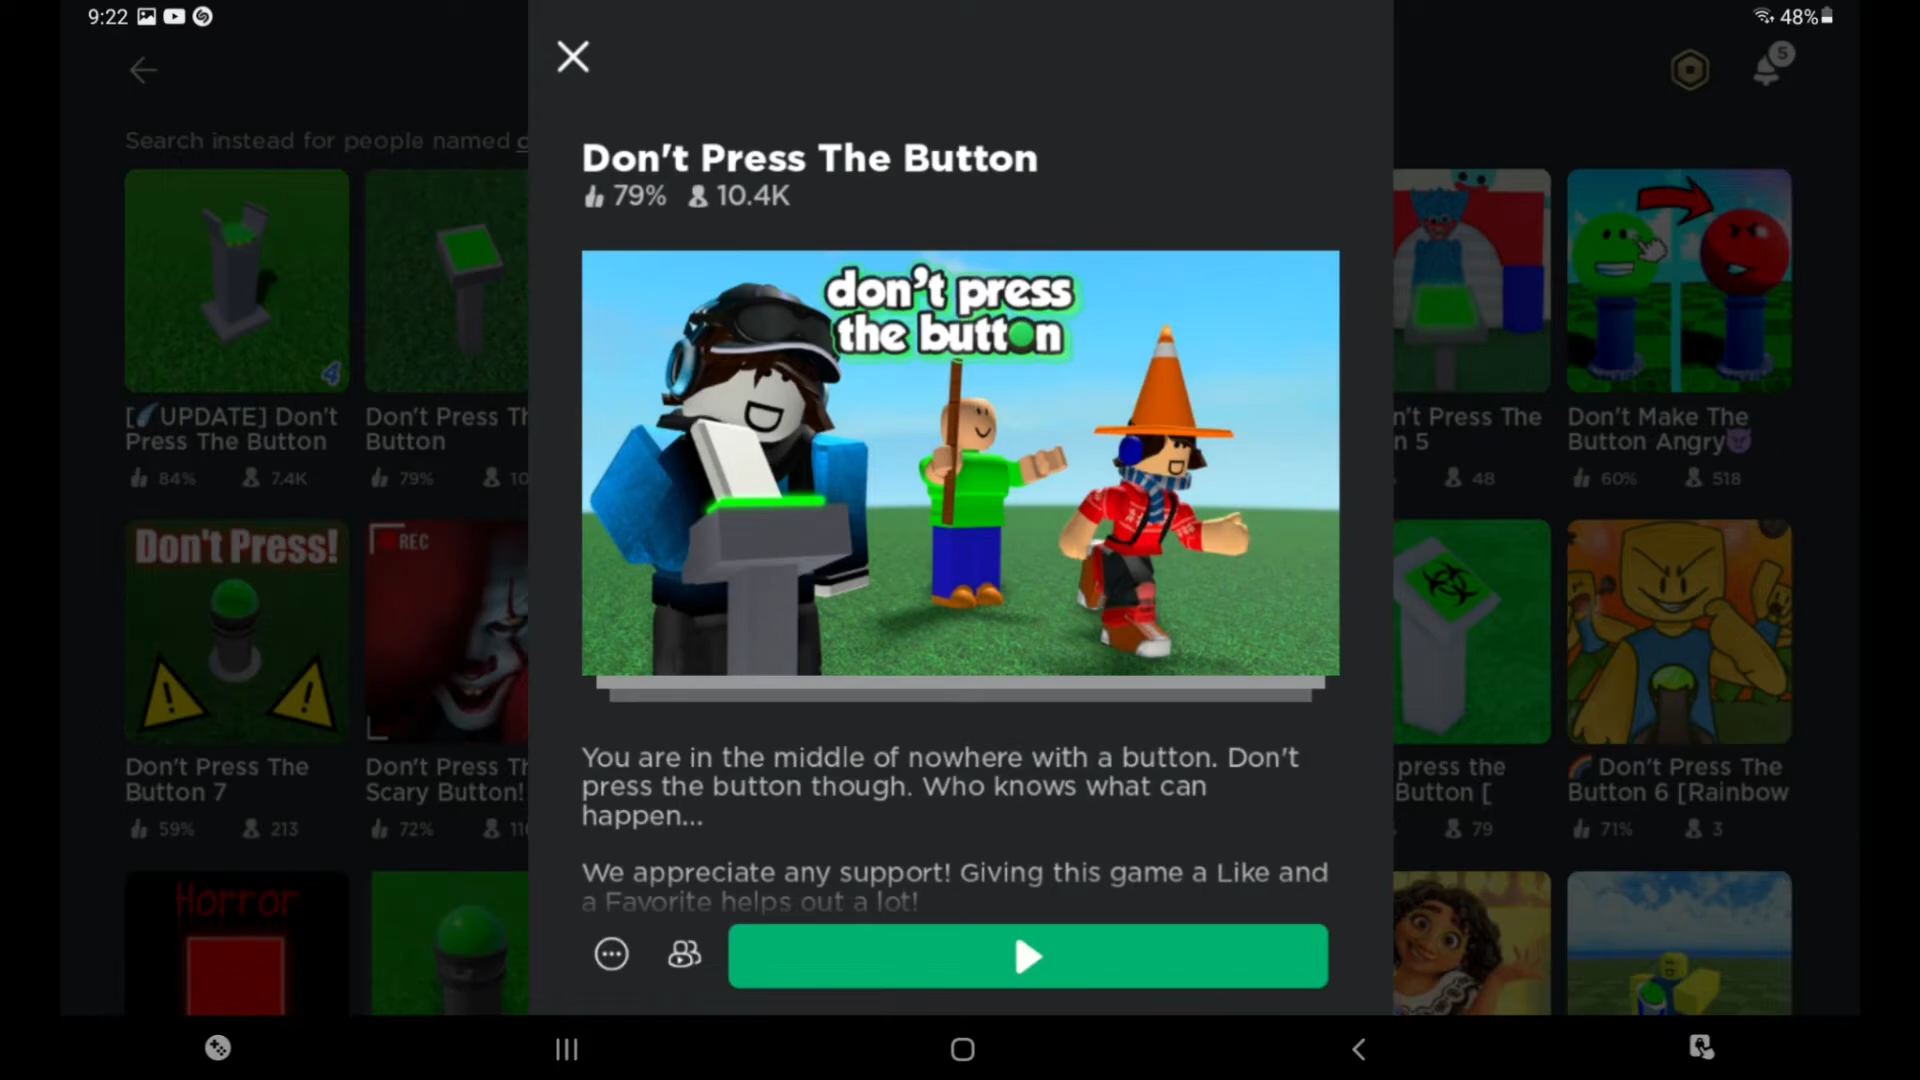 9:22
48%
5
Search instead for people named
Don't Press The Button
79% 10.4K
don't press
the button
You are in the middle of nowhere with a button. Don't
press the button though. Who knows what can
happen...
We appreciate any support! Giving this game a Like and
a Favorite helps out a lot!
4
[UPDATE] Don't
Press The Button
84% 7.4K
Don't Press Th
Button
79% 10
n't Press The
n 5
48
Don't Make The
Button Angry
60% 518
Don't Press!
Don't Press The
Button 7
59% 213
REC
Don't Press Th
Scary Button!
72% 11
press the
Button [
79
Don't Press The
Button 6 [Rainbow
71% 3
Horror